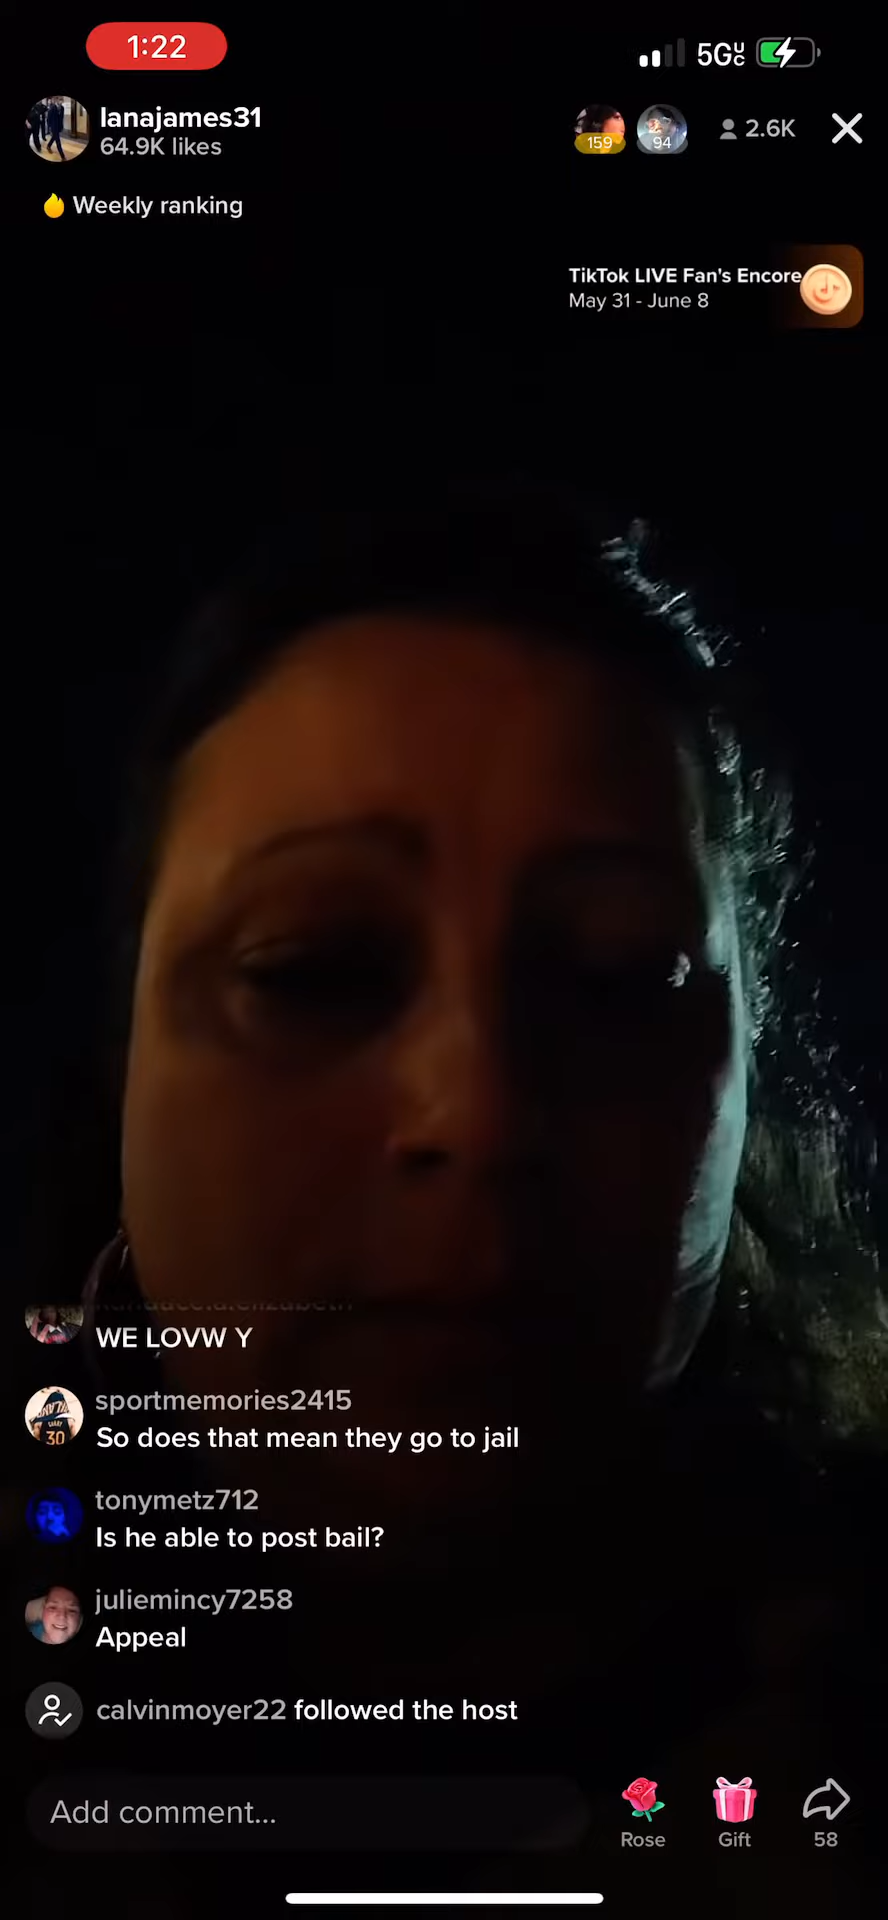 1:22
5GUC
lanajames31
64.9K likes
159
94
2.6K
Weekly ranking
TikTok LIVE Fan's Encore
May 31 - June 8
WE LOVW Y
sportmemories2415
So does that mean they go to jail
30
tonymetz712
Is he able to post bail?
juliemincy7258
Appeal
calvinmoyer22 followed the host
Add comment...
Rose
Gift
58